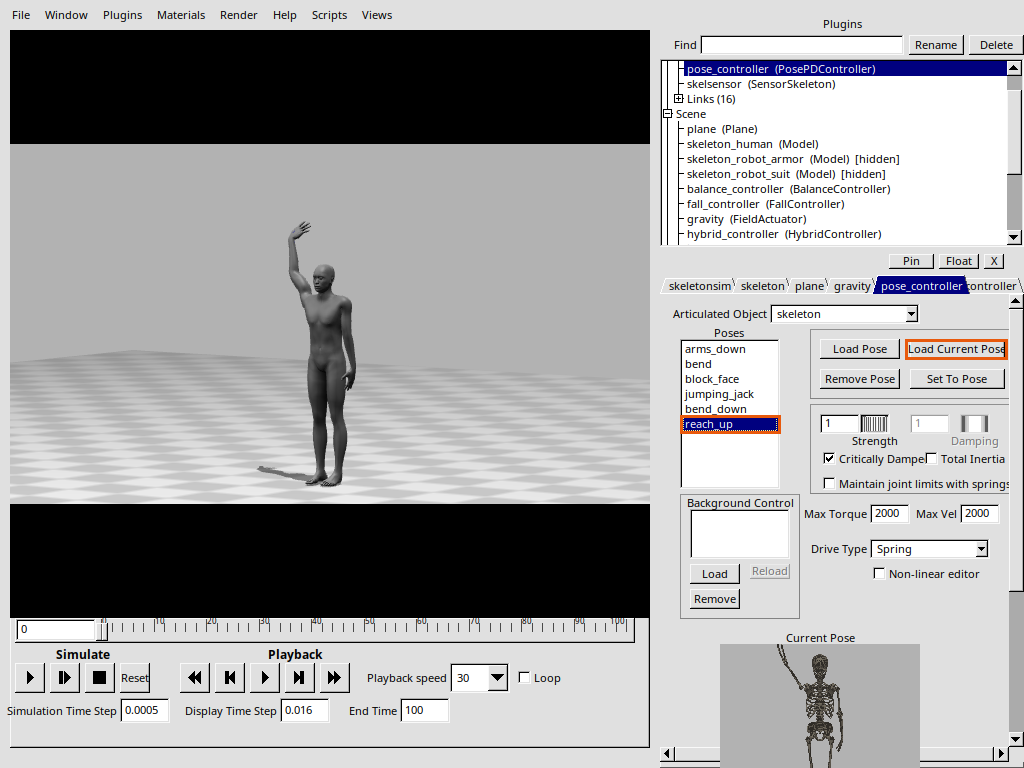 File Window Plugins Materials Render Help Scripts Views
Plugins
Find Rename Delete
pose_controller (PosePDController)
skelsensor (SensorSkeleton)
Links (16)
Scene
plane (Plane)
skeleton_human (Model)
skeleton_robot_armor (Model) [hidden]
skeleton_robot_suit (Model) [hidden]
balance_controller (BalanceController)
fall_controller (FallController)
gravity (FieldActuator)
hybrid_controller (HybridController)
Pin Float X
skeletonsim skeleton plane gravity pose_controller controller
Articulated Object skeleton
Poses
arms_down
bend
block_face
jumping_jack
bend_down
reach_up
Load Pose Load Current Pose
Remove Pose Set To Pose
1 1
Strength Damping
Critically Dampe Total Inertia
Maintain joint limits with springs
Background Control
Load Reload
Remove
Max Torque 2000 Max Vel 2000
Drive Type Spring
Non-linear editor
Current Pose
0 0 10 20 30 40 50 60 70 80 90 100
Simulate Playback
Reset Playback speed 30 Loop
Simulation Time Step 0.0005 Display Time Step 0.016 End Time 100